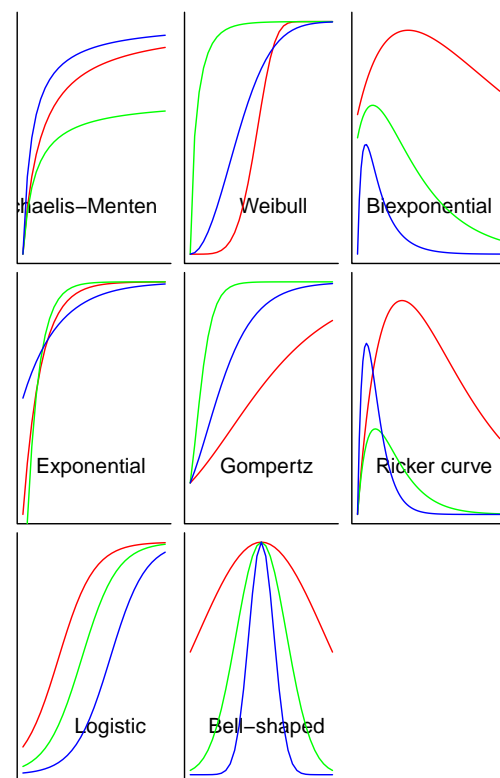 chaelis−Menten
Weibull
Biexponential
Exponential
Gompertz
Ricker curve
Logistic
Bell−shaped